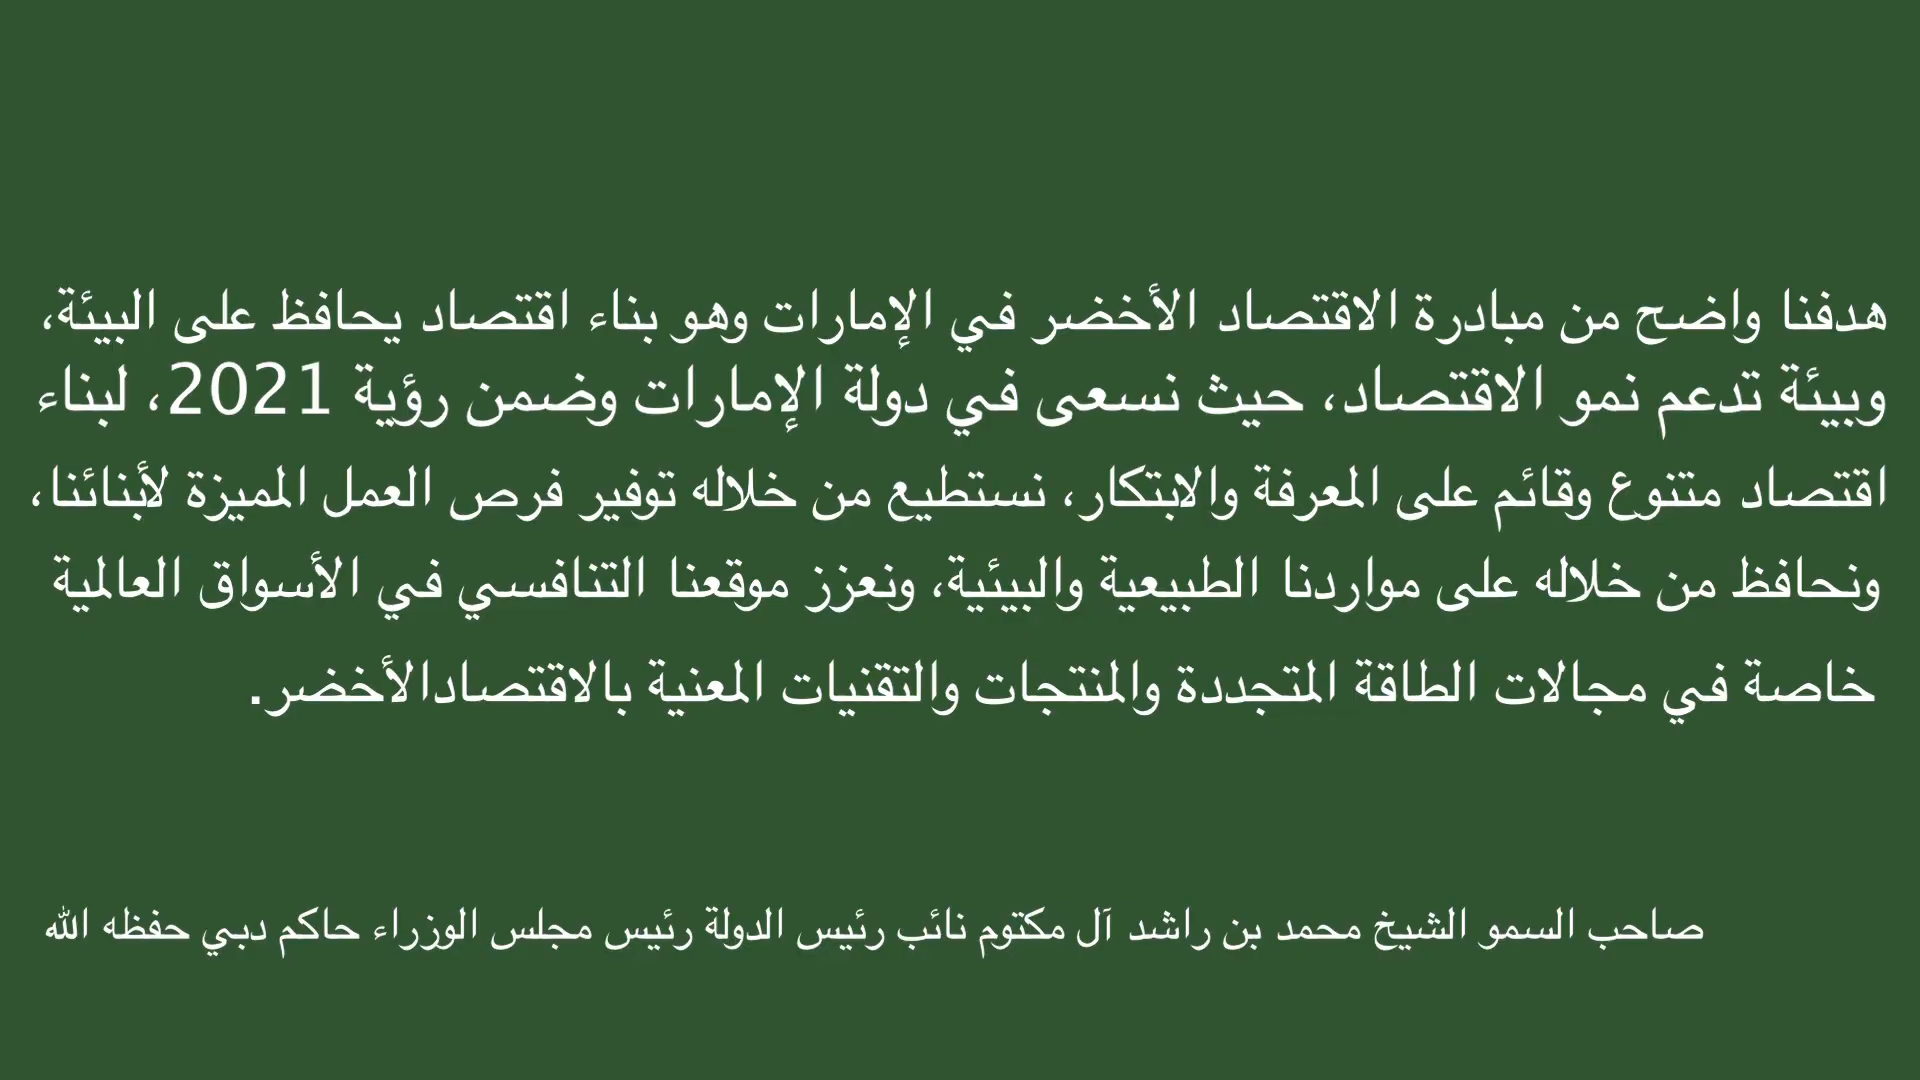 هدفنا واضح من مبادرة الاقتصاد الأخضر في الإمارات وهو بناء اقتصاد يحافظ على البيئة،
وبيئة تدعم نمو الاقتصاد، حيث نسعى في دولة الإمارات وضمن رؤية 2021، لبناء
اقتصاد متنوع وقائم على المعرفة والابتكار، نستطيع من خلاله توفير فرص العمل المميزة لأبنائنا،
ونحافظ من خلاله على مواردنا الطبيعية والبيئية، ونعزز موقعنا التنافسي في الأسواق العالمية
خاصة في مجالات الطاقة المتجددة والمنتجات والتقنيات المعنية بالاقتصادالأخضر.
صاحب السمو الشيخ محمد بن راشد آل مكتوم نائب رئيس الدولة رئيس مجلس الوزراء حاكم دبي حفظه الله